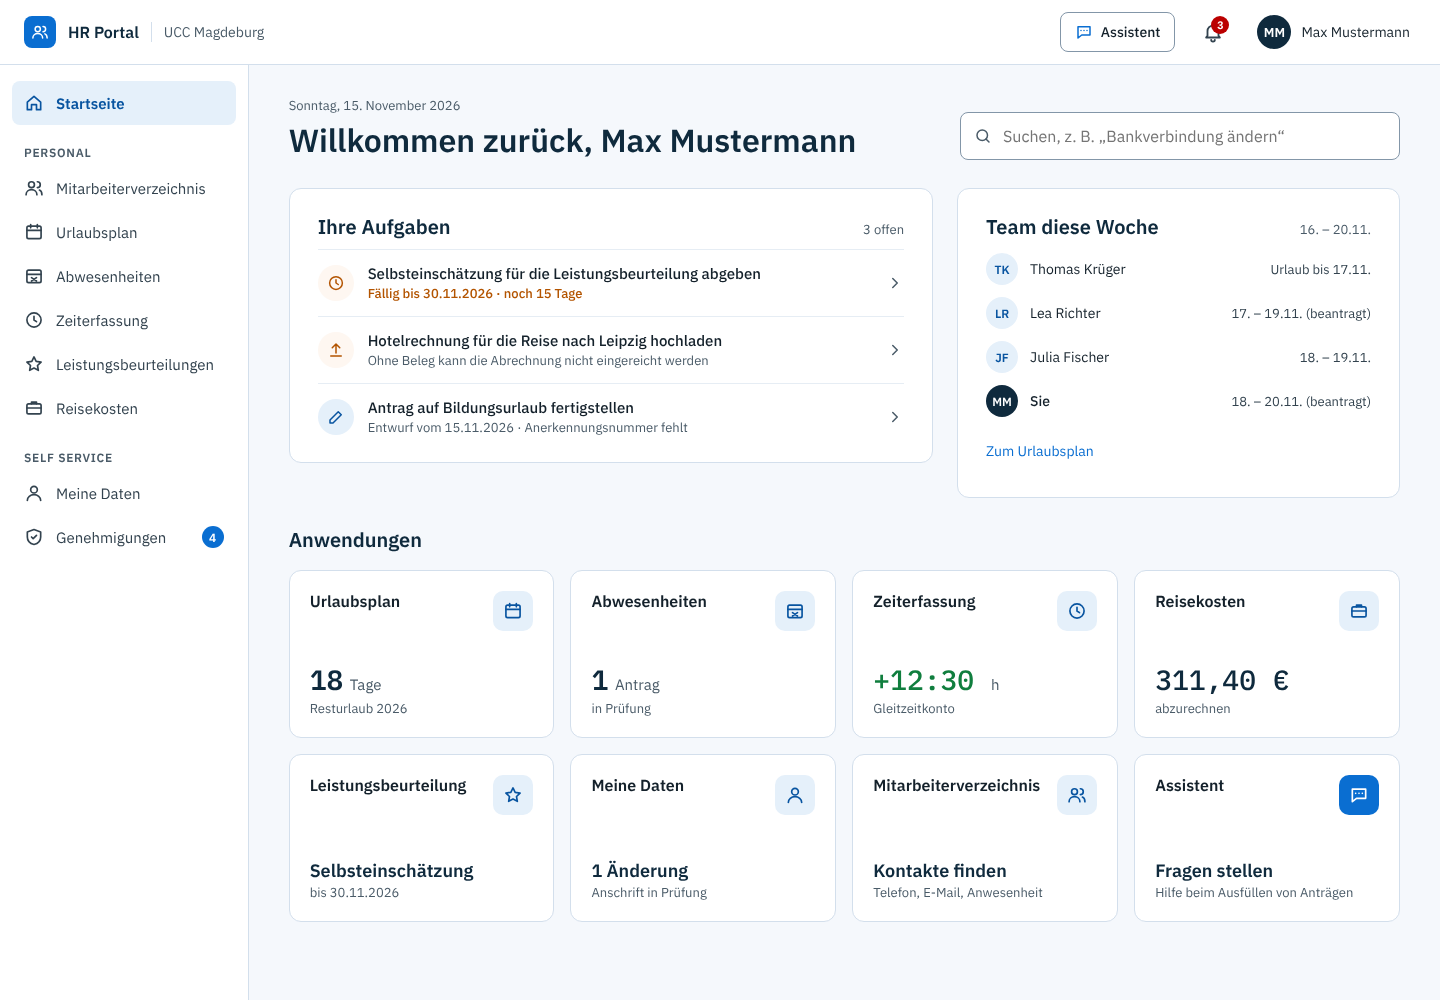 HR Portal
UCC Magdeburg
Assistent
3
MM
Max Mustermann
Startseite
PERSONAL
Mitarbeiterverzeichnis
Urlaubsplan
Abwesenheiten
Zeiterfassung
Leistungsbeurteilungen
Reisekosten
SELF SERVICE
Meine Daten
Genehmigungen
4
Sonntag, 15. November 2026
Willkommen zurück, Max Mustermann
Suchen, z. B. „Bankverbindung ändern“
Ihre Aufgaben
3 offen
Selbsteinschätzung für die Leistungsbeurteilung abgeben
Fällig bis 30.11.2026 · noch 15 Tage
Hotelrechnung für die Reise nach Leipzig hochladen
Ohne Beleg kann die Abrechnung nicht eingereicht werden
Antrag auf Bildungsurlaub fertigstellen
Entwurf vom 15.11.2026 · Anerkennungsnummer fehlt
Team diese Woche
16. – 20.11.
TK
Thomas Krüger
Urlaub bis 17.11.
LR
Lea Richter
17. – 19.11. (beantragt)
JF
Julia Fischer
18. – 19.11.
MM
Sie
18. – 20.11. (beantragt)
Zum Urlaubsplan
Anwendungen
Urlaubsplan
18 Tage
Resturlaub 2026
Abwesenheiten
1 Antrag
in Prüfung
Zeiterfassung
+12:30 h
Gleitzeitkonto
Reisekosten
311,40 €
abzurechnen
Leistungsbeurteilung
Selbsteinschätzung
bis 30.11.2026
Meine Daten
1 Änderung
Anschrift in Prüfung
Mitarbeiterverzeichnis
Kontakte finden
Telefon, E-Mail, Anwesenheit
Assistent
Fragen stellen
Hilfe beim Ausfüllen von Anträgen